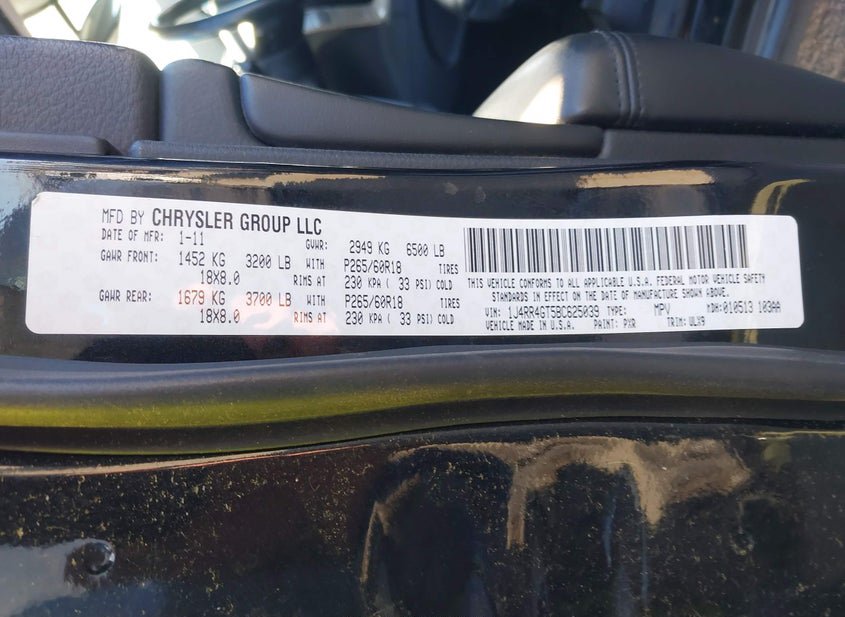 MFD BY CHRYSLER GROUP LLC
DATE OF MFR: 1-11 GVWR: 2949 KG 6500 LB
GAWR FRONT: 1452 KG 3200 LB WITH P265/60R18 TIRES
18X8.0 RIMS AT 230 KPA ( 33 PSI) COLD
GAWR REAR: 1679 KG 3700 LB WITH P265/60R18 TIRES
18X8.0 RIMS AT 230 KPA ( 33 PSI) COLD
THIS VEHICLE CONFORMS TO ALL APPLICABLE U.S.A. FEDERAL MOTOR VEHICLE SAFETY
STANDARDS IN EFFECT ON THE DATE OF MANUFACTURE SHOWN ABOVE.
VIN: 1J4RR4GT5BC625039 TYPE: MPV MDH:010513 103AA
VEHICLE MADE IN U.S.A. PAINT: PXR TRIM: ULX9